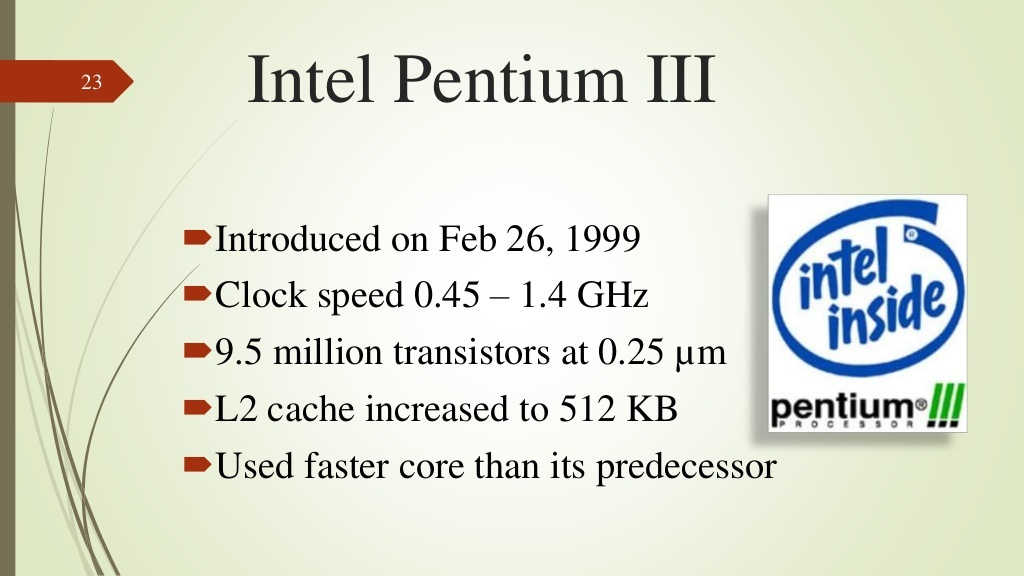 23
Intel Pentium III
Introduced on Feb 26, 1999
Clock speed 0.45 – 1.4 GHz
9.5 million transistors at 0.25 µm
L2 cache increased to 512 KB
Used faster core than its predecessor
intel®
inside
pentium®III
PROCESSOR